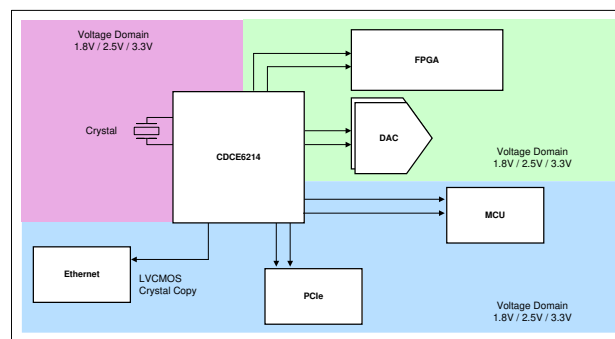 Voltage Domain
1.8V / 2.5V / 3.3V
FPGA
Crystal
CDCE6214
DAC
Voltage Domain
1.8V / 2.5V / 3.3V
MCU
Ethernet
LVCMOS
Crystal Copy
PCIe
Voltage Domain
1.8V / 2.5V / 3.3V